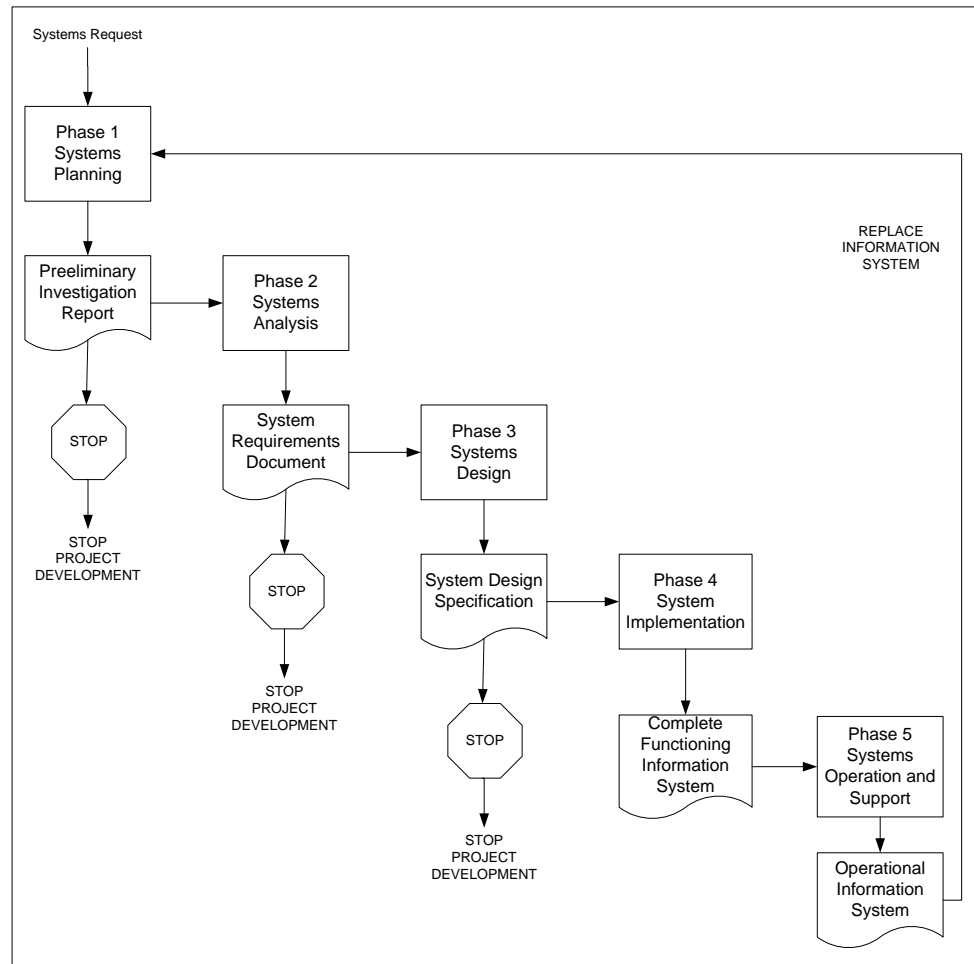 Systems Request
Phase 1
Systems
Planning
REPLACE
INFORMATION
SYSTEM
Preeliminary
Investigation
Report
Phase 2
Systems
Analysis
STOP
STOP
PROJECT
DEVELOPMENT
System
Requirements
Document
Phase 3
Systems
Design
STOP
STOP
PROJECT
DEVELOPMENT
System Design
Specification
Phase 4
System
Implementation
STOP
STOP
PROJECT
DEVELOPMENT
Complete
Functioning
Information
System
Phase 5
Systems
Operation and
Support
Operational
Information
System